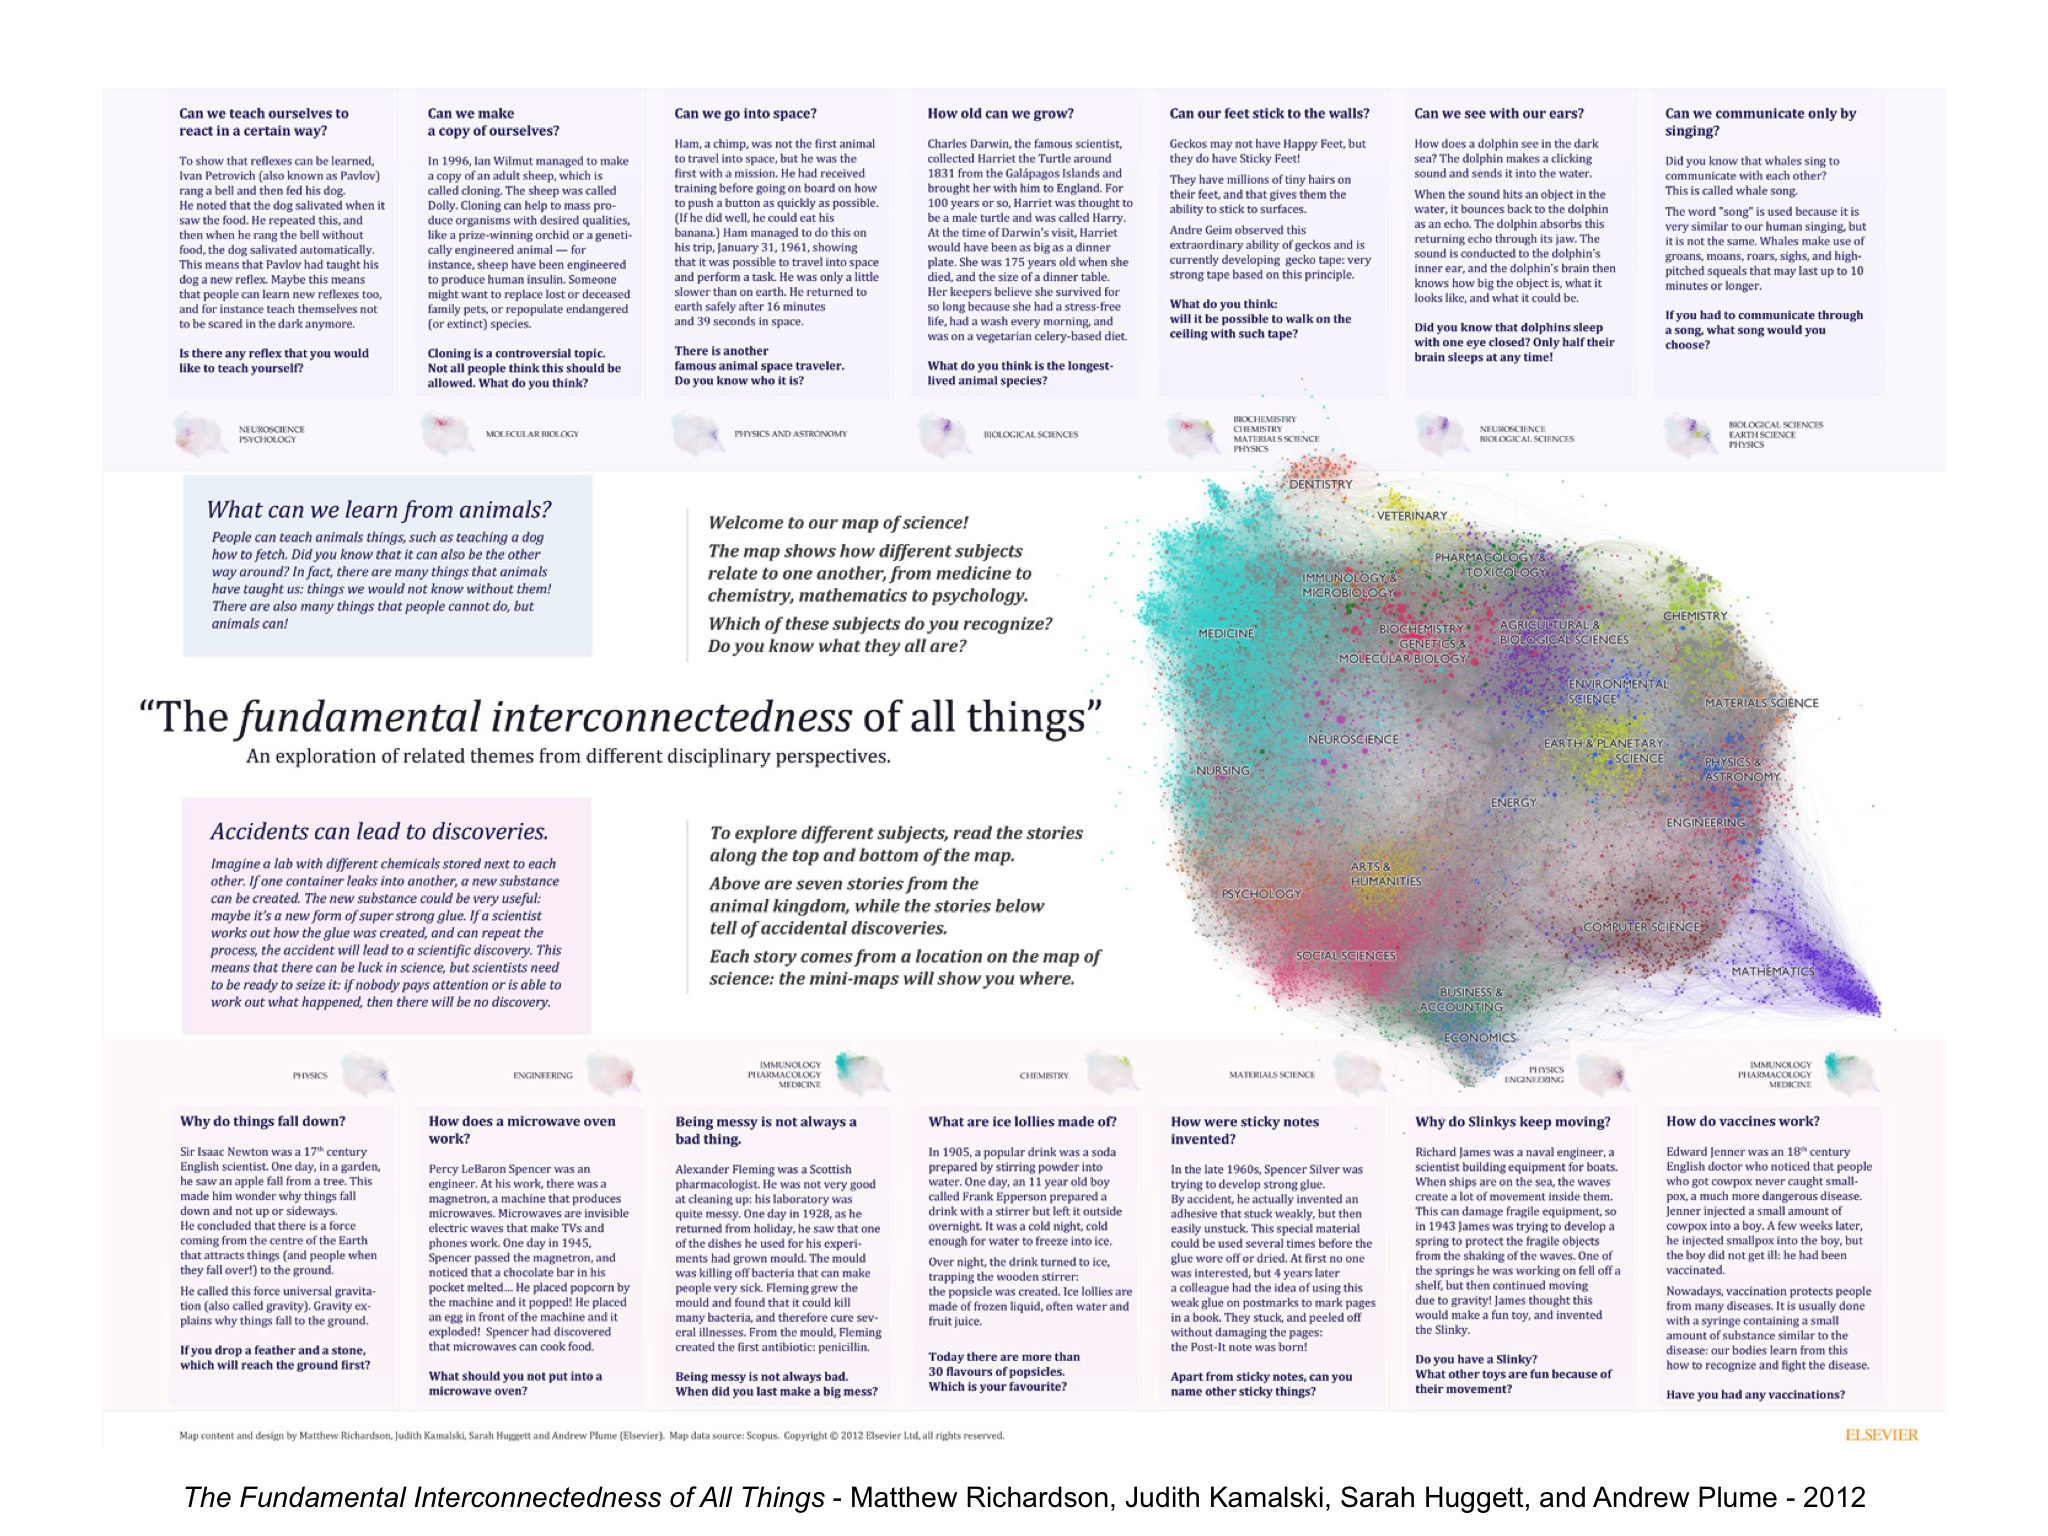 Can we teach ourselves to
react in a certain way?
To show that reflexes can be learned,
Ivan Petrovich (also known as Pavlov)
rang a bell and then fed his dog.
He noted that the dog salivated when it
saw the food. He repeated this, and
then when he rang the bell without
food, the dog salivated automatically.
This means that Pavlov had taught his
dog a new reflex. Maybe this means
that people can learn new reflexes too,
and for instance teach themselves not
to be scared in the dark anymore.
Is there any reflex that you would
like to teach yourself?
NEUROSCIENCE
PSYCHOLOGY
Can we make
a copy of ourselves?
In 1996, Ian Wilmut managed to make
a copy of an adult sheep, which is
called cloning. The sheep was called
Dolly. Cloning can help to mass pro-
duce organisms with desired qualities,
like a prize-winning orchid or a geneti-
cally engineered animal — for
instance, sheep have been engineered
to produce human insulin. Someone
might want to replace lost or deceased
family pets, or repopulate endangered
(or extinct) species.
Cloning is a controversial topic.
Not all people think this should be
allowed. What do you think?
MOLECULAR BIOLOGY
Can we go into space?
Ham, a chimp, was not the first animal
to travel into space, but he was the
first with a mission. He had received
training before going on board on how
to push a button as quickly as possible.
(If he did well, he could eat his
banana.) Ham managed to do this on
his trip, January 31, 1961, showing
that it was possible to travel into space
and perform a task. He was only a little
slower than on earth. He returned to
earth safely after 16 minutes
and 39 seconds in space.
There is another
famous animal space traveler.
Do you know who it is?
PHYSICS AND ASTRONOMY
How old can we grow?
Charles Darwin, the famous scientist,
collected Harriet the Turtle around
1831 from the Galápagos Islands and
brought her with him to England. For
100 years or so, Harriet was thought to
be a male turtle and was called Harry.
At the time of Darwin's visit, Harriet
would have been as big as a dinner
plate. She was 175 years old when she
died, and the size of a dinner table.
Her keepers believe she survived for
so long because she had a stress-free
life, had a wash every morning, and
was on a vegetarian celery-based diet.
What do you think is the longest-
lived animal species?
BIOLOGICAL SCIENCES
Can our feet stick to the walls?
Geckos may not have Happy Feet, but
they do have Sticky Feet!
They have millions of tiny hairs on
their feet, and that gives them the
ability to stick to surfaces.
Andre Geim observed this
extraordinary ability of geckos and is
currently developing gecko tape: very
strong tape based on this principle.
What do you think:
will it be possible to walk on the
ceiling with such tape?
BIOCHEMISTRY
CHEMISTRY
MATERIALS SCIENCE
PHYSICS
Can we see with our ears?
How does a dolphin see in the dark
sea? The dolphin makes a clicking
sound and sends it into the water.
When the sound hits an object in the
water, it bounces back to the dolphin
as an echo. The dolphin absorbs this
returning echo through its jaw. The
sound is conducted to the dolphin's
inner ear, and the dolphin's brain then
knows how big the object is, what it
looks like, and what it could be.
Did you know that dolphins sleep
with one eye closed? Only half their
brain sleeps at any time!
NEUROSCIENCE
BIOLOGICAL SCIENCES
Can we communicate only by
singing?
Did you know that whales sing to
communicate with each other?
This is called whale song.
The word "song" is used because it is
very similar to our human singing, but
it is not the same. Whales make use of
groans, moans, roars, sighs, and high-
pitched squeals that may last up to 10
minutes or longer.
If you had to communicate through
a song, what song would you
choose?
BIOLOGICAL SCIENCES
EARTH SCIENCE
PHYSICS
What can we learn from animals?
People can teach animals things, such as teaching a dog
how to fetch. Did you know that it can also be the other
way around? In fact, there are many things that animals
have taught us: things we would not know without them!
There are also many things that people cannot do, but
animals can!
Welcome to our map of science!
The map shows how different subjects
relate to one another, from medicine to
chemistry, mathematics to psychology.
Which of these subjects do you recognize?
Do you know what they all are?
"The fundamental interconnectedness of all things"
An exploration of related themes from different disciplinary perspectives.
Accidents can lead to discoveries.
Imagine a lab with different chemicals stored next to each
other. If one container leaks into another, a new substance
can be created. The new substance could be very useful:
maybe it's a new form of super strong glue. If a scientist
works out how the glue was created, and can repeat the
process, the accident will lead to a scientific discovery. This
means that there can be luck in science, but scientists need
to be ready to seize it: if nobody pays attention or is able to
work out what happened, then there will be no discovery.
To explore different subjects, read the stories
along the top and bottom of the map.
Above are seven stories from the
animal kingdom, while the stories below
tell of accidental discoveries.
Each story comes from a location on the map of
science: the mini-maps will show you where.
DENTISTRY
VETERINARY
PHARMACOLOGY &
TOXICOLOGY
IMMUNOLOGY &
MICROBIOLOGY
CHEMISTRY
MEDICINE
BIOCHEMISTRY,
GENETICS &
MOLECULAR BIOLOGY
AGRICULTURAL &
BIOLOGICAL SCIENCES
ENVIRONMENTAL
SCIENCE
MATERIALS SCIENCE
NEUROSCIENCE
EARTH & PLANETARY
SCIENCE
NURSING
PHYSICS &
ASTRONOMY
ENERGY
ENGINEERING
ARTS &
HUMANITIES
PSYCHOLOGY
COMPUTER SCIENCE
SOCIAL SCIENCES
MATHEMATICS
BUSINESS &
ACCOUNTING
ECONOMICS
PHYSICS
Why do things fall down?
Sir Isaac Newton was a 17th century
English scientist. One day, in a garden,
he saw an apple fall from a tree. This
made him wonder why things fall
down and not up or sideways.
He concluded that there is a force
coming from the centre of the Earth
that attracts things (and people when
they fall over!) to the ground.
He called this force universal gravita-
tion (also called gravity). Gravity ex-
plains why things fall to the ground.
If you drop a feather and a stone,
which will reach the ground first?
ENGINEERING
How does a microwave oven
work?
Percy LeBaron Spencer was an
engineer. At his work, there was a
magnetron, a machine that produces
microwaves. Microwaves are invisible
electric waves that make TVs and
phones work. One day in 1945,
Spencer passed the magnetron, and
noticed that a chocolate bar in his
pocket melted... He placed popcorn by
the machine and it popped! He placed
an egg in front of the machine and it
exploded! Spencer had discovered
that microwaves can cook food.
What should you not put into a
microwave oven?
IMMUNOLOGY
PHARMACOLOGY
MEDICINE
Being messy is not always a
bad thing.
Alexander Fleming was a Scottish
pharmacologist. He was not very good
at cleaning up: his laboratory was
quite messy. One day in 1928, as he
returned from holiday, he saw that one
of the dishes he used for his experi-
ments had grown mould. The mould
was killing off bacteria that can make
people very sick. Fleming grew the
mould and found that it could kill
many bacteria, and therefore cure sev-
eral illnesses. From the mould, Fleming
created the first antibiotic: penicillin.
Being messy is not always bad.
When did you last make a big mess?
CHEMISTRY
What are ice lollies made of?
In 1905, a popular drink was a soda
prepared by stirring powder into
water. One day, an 11 year old boy
called Frank Epperson prepared a
drink with a stirrer but left it outside
overnight. It was a cold night, cold
enough for water to freeze into ice.
Over night, the drink turned to ice,
trapping the wooden stirrer:
the popsicle was created. Ice lollies are
made of frozen liquid, often water and
fruit juice.
Today there are more than
30 flavours of popsicles.
Which is your favourite?
MATERIALS SCIENCE
How were sticky notes
invented?
In the late 1960s, Spencer Silver was
trying to develop strong glue.
By accident, he actually invented an
adhesive that stuck weakly, but then
easily unstuck. This special material
could be used several times before the
glue wore off or dried. At first no one
was interested, but 4 years later
a colleague had the idea of using this
weak glue on postmarks to mark pages
in a book. They stuck, and peeled off
without damaging the pages:
the Post-It note was born!
Apart from sticky notes, can you
name other sticky things?
PHYSICS
ENGINEERING
Why do Slinkys keep moving?
Richard James was a naval engineer, a
scientist building equipment for boats.
When ships are on the sea, the waves
create a lot of movement inside them.
This can damage fragile equipment, so
in 1943 James was trying to develop a
spring to protect the fragile objects
from the shaking of the waves. One of
the springs he was working on fell off a
shelf, but then continued moving
due to gravity! James thought this
would make a fun toy, and invented
the Slinky.
Do you have a Slinky?
What other toys are fun because of
their movement?
IMMUNOLOGY
PHARMACOLOGY
MEDICINE
How do vaccines work?
Edward Jenner was an 18th century
English doctor who noticed that people
who got cowpox never caught small-
pox, a much more dangerous disease.
Jenner injected a small amount of
cowpox into a boy. A few weeks later,
he injected smallpox into the boy, but
the boy did not get ill: he had been
vaccinated.
Nowadays, vaccination protects people
from many diseases. It is usually done
with a syringe containing a small
amount of substance similar to the
disease: our bodies learn from this
how to recognize and fight the disease.
Have you had any vaccinations?
Map content and design by Matthew Richardson, Judith Kamalski, Sarah Huggett and Andrew Plume (Elsevier). Map data source: Scopus. Copyright © 2012 Elsevier Ltd, all rights reserved.
ELSEVIER
The Fundamental Interconnectedness of All Things - Matthew Richardson, Judith Kamalski, Sarah Huggett, and Andrew Plume - 2012